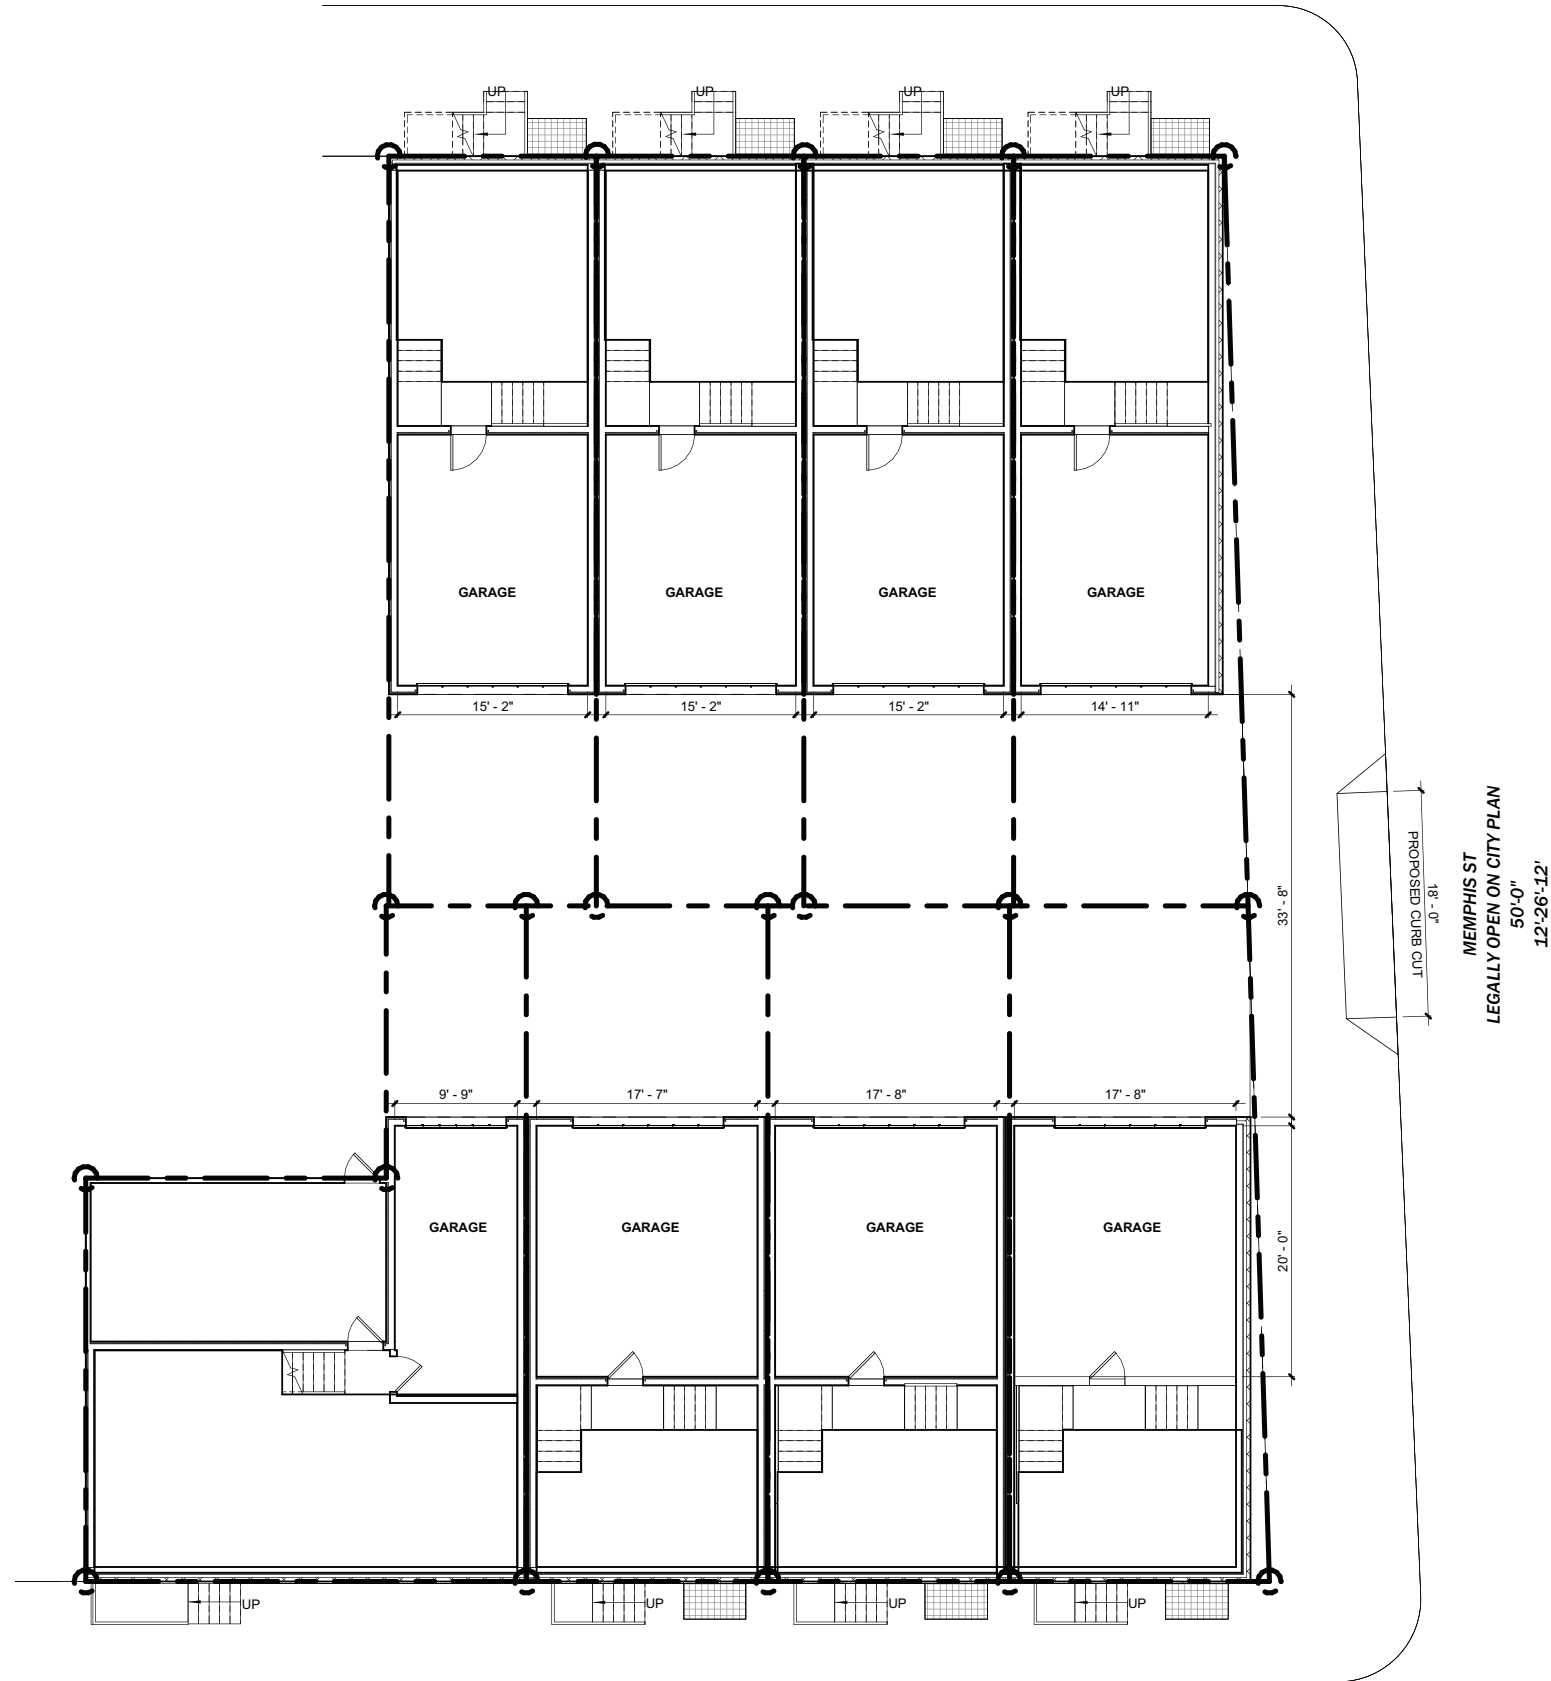 UP
UP
UP
UP
GARAGE
GARAGE
GARAGE
GARAGE
15' - 2"
15' - 2"
15' - 2"
14' - 11"
33' - 8"
18' - 0"
PROPOSED CURB CUT
MEMPHIS ST
LEGALLY OPEN ON CITY PLAN
50'-0"
12'-26'-12'
9' - 9"
17' - 7"
17' - 8"
17' - 8"
GARAGE
GARAGE
GARAGE
GARAGE
20' - 0"
UP
UP
UP
UP